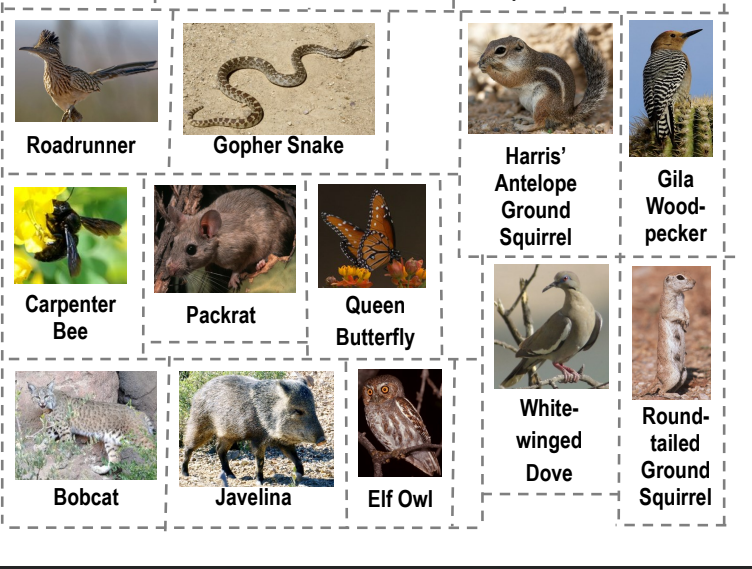 Roadrunner
Gopher Snake
Harris’
Antelope
Ground
Squirrel
Gila
Wood-
pecker
Carpenter
Bee
Packrat
Queen
Butterfly
White-
winged
Dove
Round-
tailed
Ground
Squirrel
Bobcat
Javelina
Elf Owl